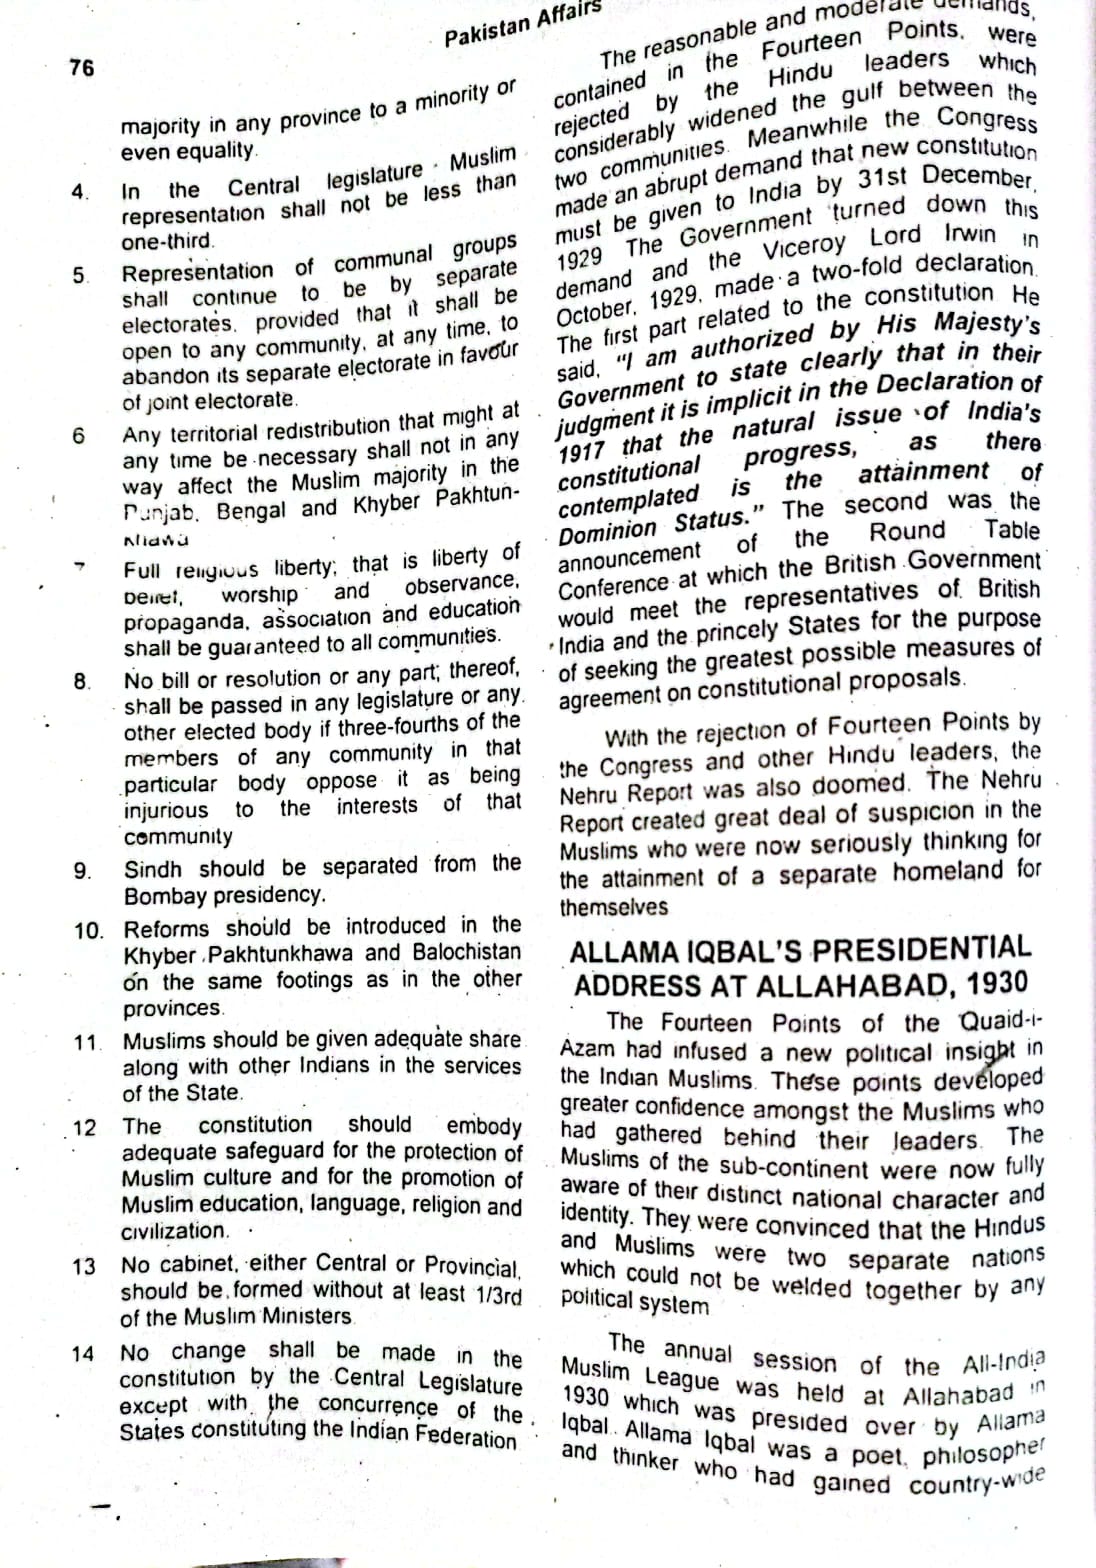 Pakistan Affairs
76
majority in any province to a minority or
even equality.
4. In the Central legislature Muslim
representation shall not be less than
one-third.
5. Representation of communal groups
shall continue to be by separate
electorates, provided that it shall be
open to any community, at any time, to
abandon its separate electorate in favour
of joint electorate.
6 Any territorial redistribution that might at
any time be necessary shall not in any
way affect the Muslim majority in the
Punjab, Bengal and Khyber Pakhtun-
7 Full religious liberty; that is liberty of
belief, worship and observance,
propaganda, association and education
shall be guaranteed to all communities.
8. No bill or resolution or any part; thereof,
shall be passed in any legislature or any
other elected body if three-fourths of the
members of any community in that
particular body oppose it as being
injurious to the interests of that
community
9. Sindh should be separated from the
Bombay presidency.
10. Reforms should be introduced in the
Khyber Pakhtunkhawa and Balochistan
on the same footings as in the other
provinces.
11. Muslims should be given adequate share
along with other Indians in the services
of the State.
12 The constitution should embody
adequate safeguard for the protection of
Muslim culture and for the promotion of
Muslim education, language, religion and
civilization.
13 No cabinet, either Central or Provincial,
should be formed without at least 1/3rd
of the Muslim Ministers
14 No change shall be made in the
constitution by the Central Legislature
except with the concurrence of the
States constituting the Indian Federation
The reasonable and moderate demands,
contained in the Fourteen Points, were
rejected by the Hindu leaders which
considerably widened the gulf between the
two communities. Meanwhile the Congress
made an abrupt demand that new constitution
must be given to India by 31st December,
1929 The Government turned down this
demand and the Viceroy Lord Irwin in
October, 1929, made a two-fold declaration.
The first part related to the constitution He
said, "I am authorized by His Majesty's
Government to state clearly that in their
judgment it is implicit in the Declaration of
1917 that the natural issue of India's
constitutional progress, as there
contemplated is the attainment of
Dominion Status." The second was the
announcement of the Round Table
Conference at which the British Government
would meet the representatives of British
India and the princely States for the purpose
of seeking the greatest possible measures of
agreement on constitutional proposals.
With the rejection of Fourteen Points by
the Congress and other Hindu leaders, the
Nehru Report was also doomed. The Nehru
Report created great deal of suspicion in the
Muslims who were now seriously thinking for
the attainment of a separate homeland for
themselves
ALLAMA IQBAL'S PRESIDENTIAL
ADDRESS AT ALLAHABAD, 1930
The Fourteen Points of the Quaid-i-
Azam had infused a new political insight in
the Indian Muslims. These points developed
greater confidence amongst the Muslims who
had gathered behind their leaders. The
Muslims of the sub-continent were now fully
aware of their distinct national character and
identity. They were convinced that the Hindus
and Muslims were two separate nations
which could not be welded together by any
political system
The annual session of the All-India
Muslim League was held at Allahabad in
1930 which was presided over by Allama
Iqbal. Allama Iqbal was a poet, philosopher
and thinker who had gained country-wide